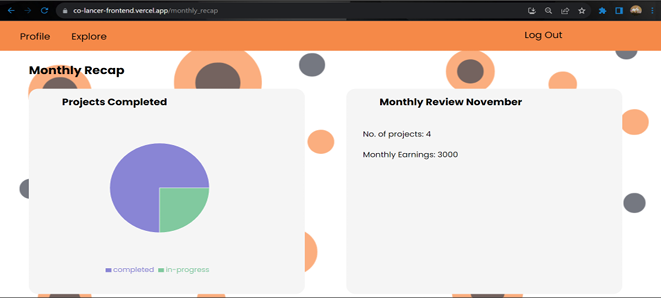 co-lancer-frontend.vercel.app/monthly_recap
Profile Explore Log Out
Monthly Recap
Projects Completed
completed in-progress
Monthly Review November
No. of projects: 4
Monthly Earnings: 3000